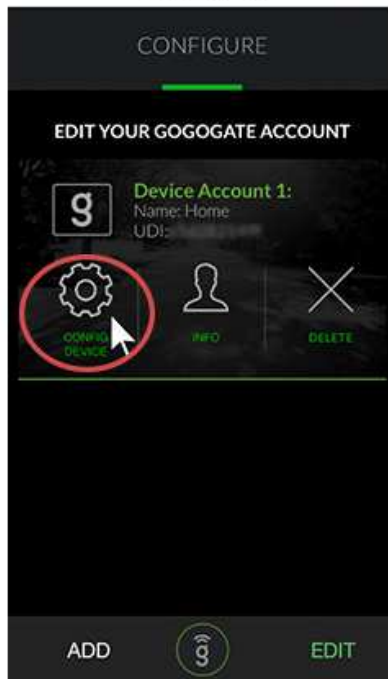 CONFIGURE
EDIT YOUR GOGOGATE ACCOUNT
g
Device Account 1:
Name: Home
UDI:
CONFIG
DEVICE
INFO
DELETE
ADD
g
EDIT